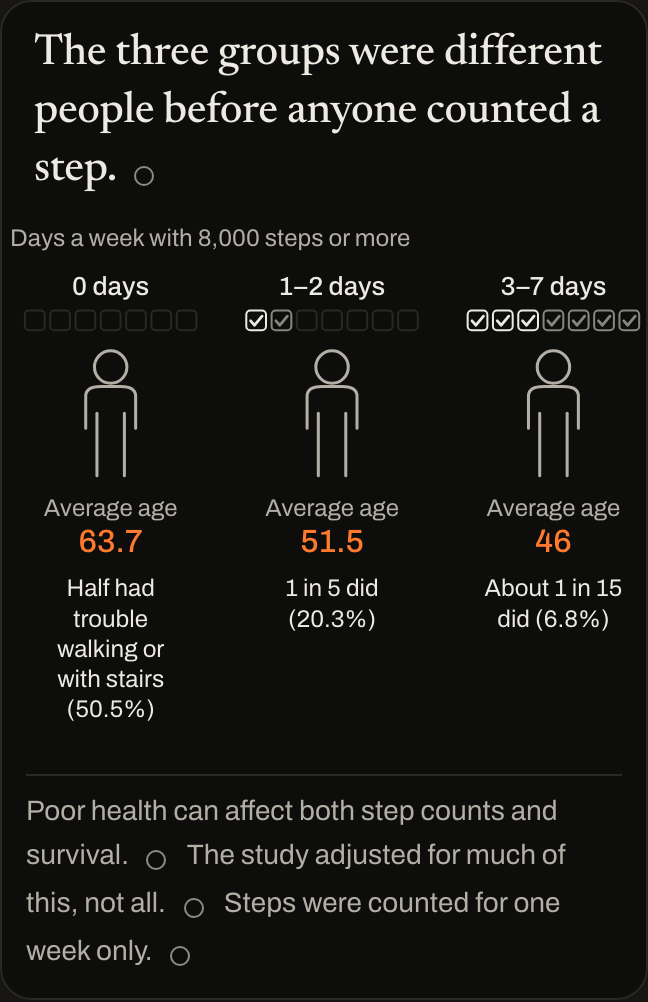 The three groups were different
people before anyone counted a
step.
Days a week with 8,000 steps or more
0 days
1–2 days
3–7 days
Average age
63.7
Half had
trouble
walking or
with stairs
(50.5%)
Average age
51.5
1 in 5 did
(20.3%)
Average age
46
About 1 in 15
did (6.8%)
Poor health can affect both step counts and
survival. The study adjusted for much of
this, not all. Steps were counted for one
week only.